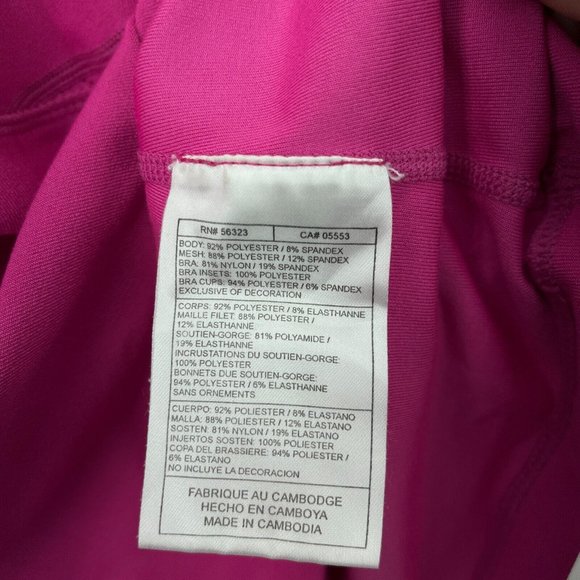 RN# 56323 CA# 05553
BODY: 92% POLYESTER / 8% SPANDEX
MESH: 88% POLYESTER / 12% SPANDEX
BRA: 81% NYLON / 19% SPANDEX
BRA INSETS: 100% POLYESTER
BRA CUPS: 94% POLYESTER / 6% SPANDEX
EXCLUSIVE OF DECORATION
CORPS: 92% POLYESTER / 8% ELASTHANNE
MAILLE FILET: 88% POLYESTER /
12% ELASTHANNE
SOUTIEN-GORGE: 81% POLYAMIDE /
19% ELASTHANNE
INCRUSTATIONS DU SOUTIEN-GORGE:
100% POLYESTER
BONNETS DUE SOUTIEN-GORGE:
94% POLYESTER / 6% ELASTHANNE
SANS ORNEMENTS
CUERPO: 92% POLIESTER / 8% ELASTANO
MALLA: 88% POLIESTER / 12% ELASTANO
SOSTEN: 81% NYLON / 19% ELASTANO
INJERTOS SOSTEN: 100% POLIESTER
COPA DEL BRASSIERE: 94% POLIESTER /
6% ELASTANO
NO INCLUYE LA DECORACION
FABRIQUE AU CAMBODGE
HECHO EN CAMBOYA
MADE IN CAMBODIA